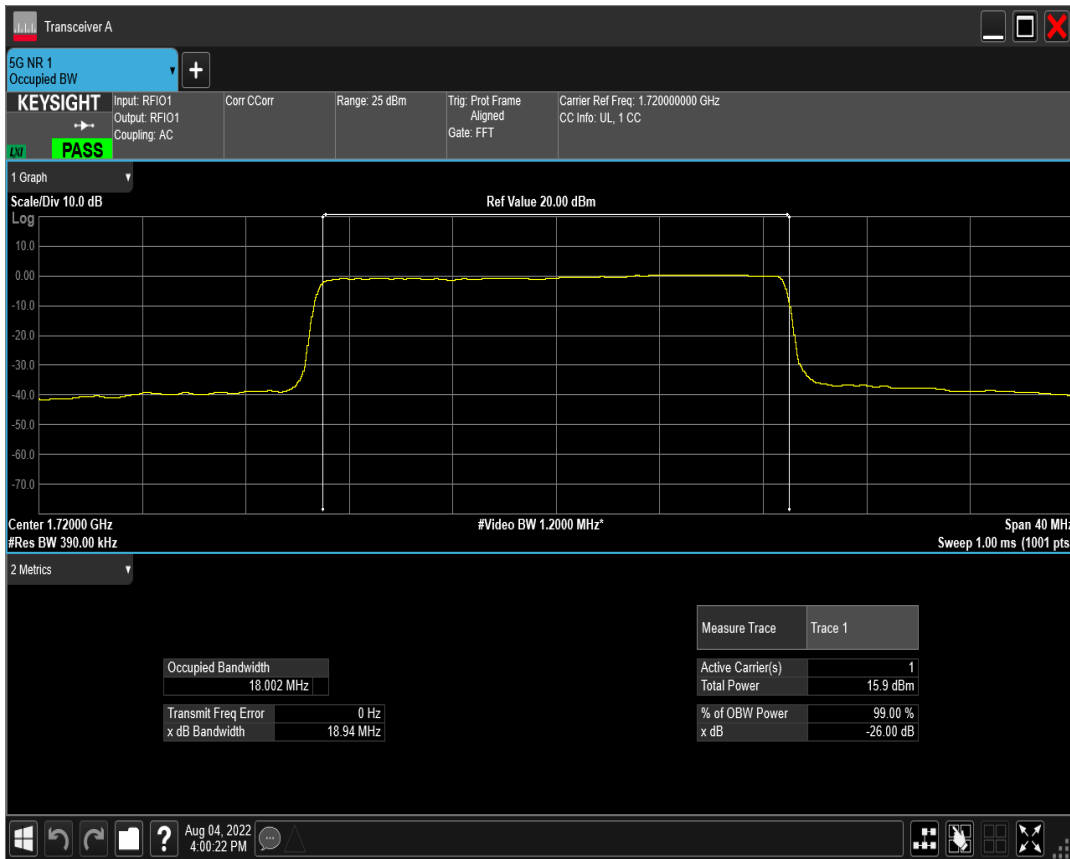 Transceiver A
5G NR 1
Occupied BW
+
KEYSIGHT
LXI
PASS
Input: RFIO1
Output: RFIO1
Coupling: AC
Corr CCorr
Range: 25 dBm
Trig: Prot Frame
Aligned
Gate: FFT
Carrier Ref Freq: 1.720000000 GHz
CC Info: UL, 1 CC
1 Graph
Scale/Div 10.0 dB
Ref Value 20.00 dBm
Log
10.0
0.00
-10.0
-20.0
-30.0
-40.0
-50.0
-60.0
-70.0
Center 1.72000 GHz
#Video BW 1.2000 MHz*
Span 40 MHz
#Res BW 390.00 kHz
Sweep 1.00 ms (1001 pts
2 Metrics
Measure Trace Trace 1
Occupied Bandwidth
18.002 MHz
Active Carrier(s) 1
Total Power 15.9 dBm
Transmit Freq Error 0 Hz
x dB Bandwidth 18.94 MHz
% of OBW Power 99.00 %
x dB -26.00 dB
?
Aug 04, 2022
4:00:22 PM